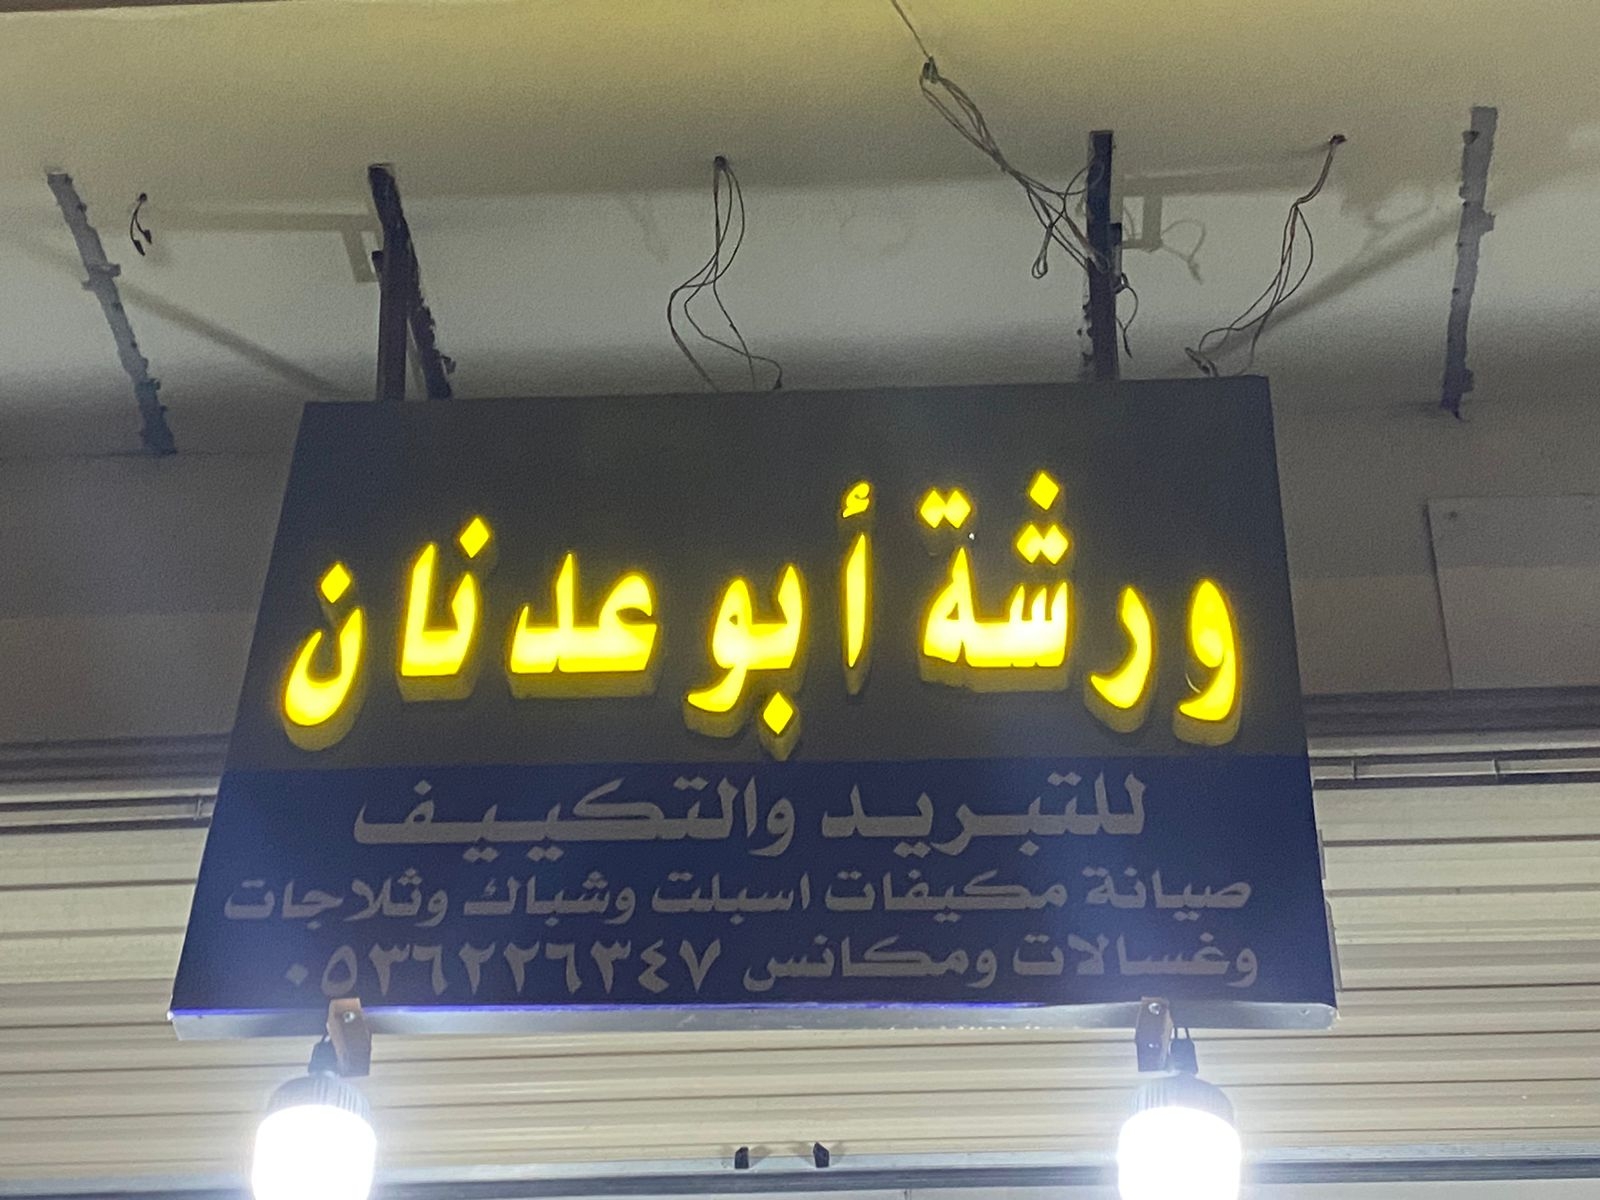 ورشة أبو عدنان
للتبريد والتكييف
صيانة مكيفات اسبلت وشباك وثلاجات
وغسالات ومكانس ٠٥٣٦٢٢٦٣٤٧